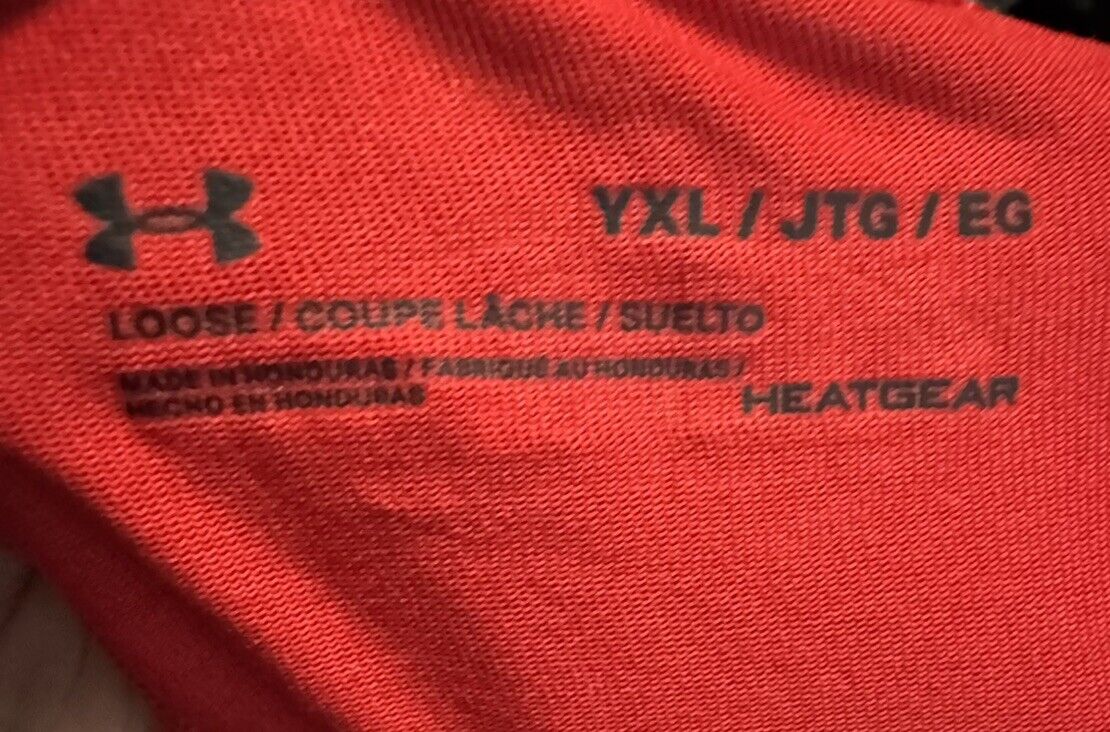 YXL / JTG / EG
LOOSE / COUPE LÂCHE / SUELTO
MADE IN HONDURAS / FABRIQUÉ AU HONDURAS /
HECHO EN HONDURAS
HEATGEAR